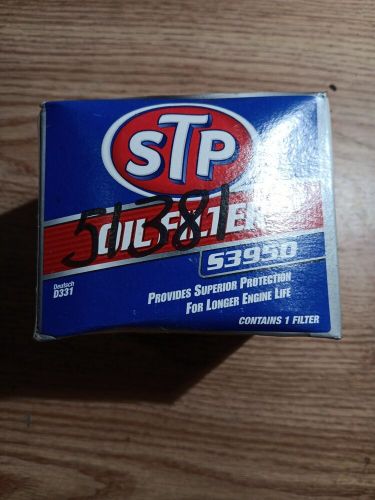 STP
OIL FILTER
51381
S3950
Deutsch
D331
PROVIDES SUPERIOR PROTECTION
FOR LONGER ENGINE LIFE
CONTAINS 1 FILTER